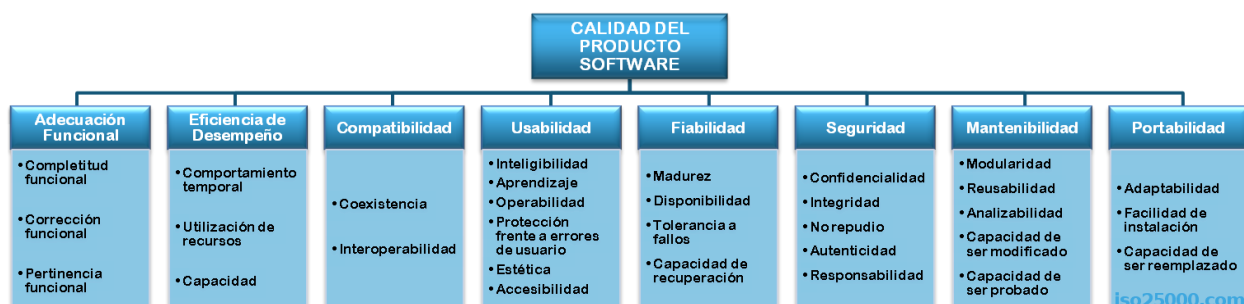 CALIDAD DEL
PRODUCTO
SOFTWARE
Adecuación
Funcional
• Completitud
funcional
• Corrección
funcional
• Pertinencia
funcional
Eficiencia de
Desempeño
• Comportamiento
temporal
• Utilización de
recursos
• Capacidad
Compatibilidad
• Coexistencia
• Interoperabilidad
Usabilidad
• Inteligibilidad
• Aprendizaje
• Operabilidad
• Protección
frente a errores
de usuario
• Estética
• Accesibilidad
Fiabilidad
• Madurez
• Disponibilidad
• Tolerancia a
fallos
• Capacidad de
recuperación
Seguridad
• Confidencialidad
• Integridad
• No repudio
• Autenticidad
• Responsabilidad
Mantenibilidad
• Modularidad
• Reusabilidad
• Analizabilidad
• Capacidad de
ser modificado
• Capacidad de
ser probado
Portabilidad
• Adaptabilidad
• Facilidad de
instalación
• Capacidad de
ser reemplazado
iso25000.com